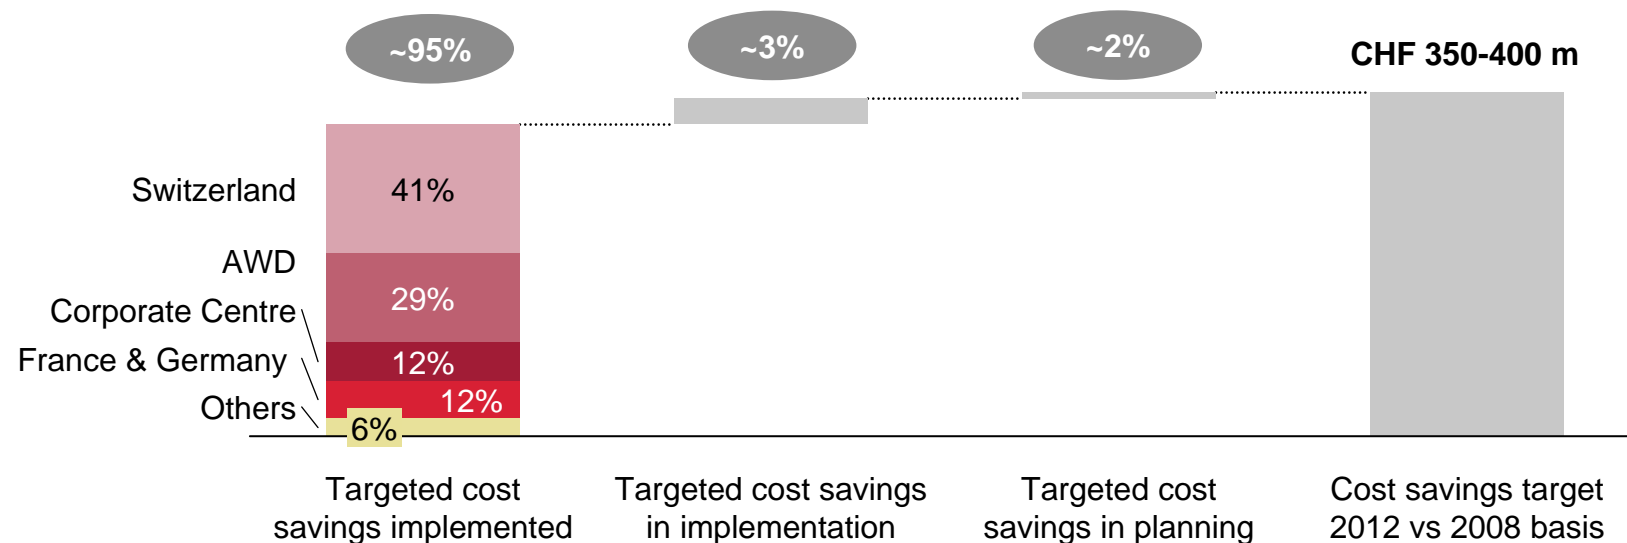 ~95%
~3%
~2%
CHF 350-400 m
Switzerland
41%
AWD
29%
Corporate Centre
12%
France & Germany
12%
Others
6%
Targeted cost
savings implemented
Targeted cost savings
in implementation
Targeted cost
savings in planning
Cost savings target
2012 vs 2008 basis